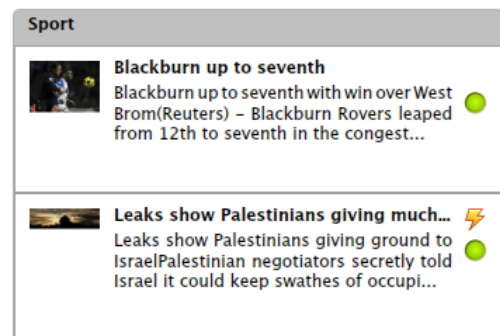 Sport
Blackburn up to seventh
Blackburn up to seventh with win over West
Brom(Reuters) – Blackburn Rovers leaped
from 12th to seventh in the congest...
Leaks show Palestinians giving much...
Leaks show Palestinians giving ground to
IsraelPalestinian negotiators secretly told
Israel it could keep swathes of occupi...